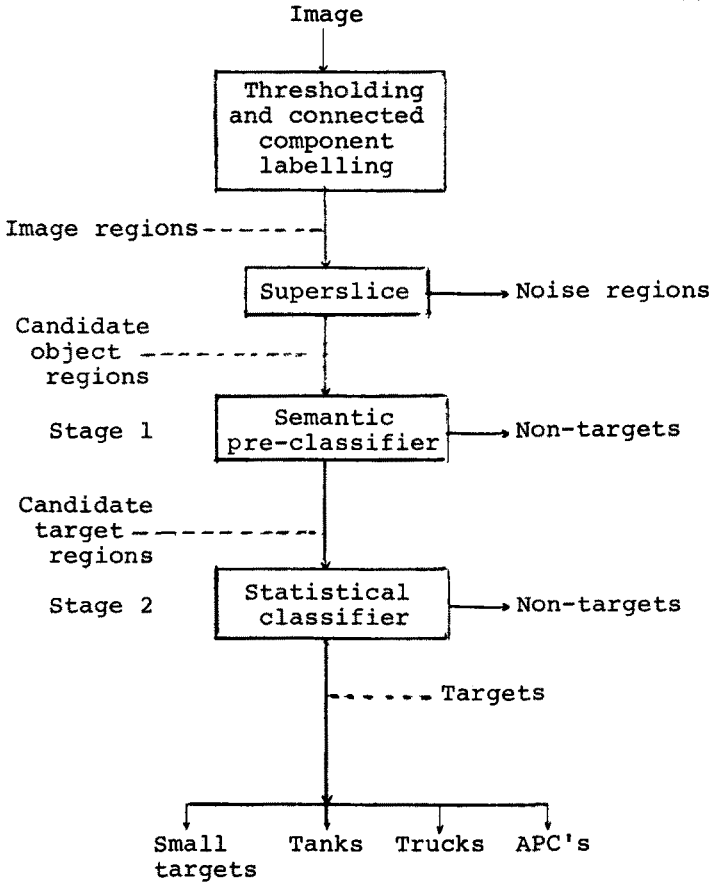 Image
Thresholding
and connected
component
labelling
Image regions
Superslice
Noise regions
Candidate
object
regions
Stage 1
Semantic
pre-classifier
Non-targets
Candidate
target
regions
Stage 2
Statistical
classifier
Non-targets
Targets
Small
targets
Tanks
Trucks
APC's